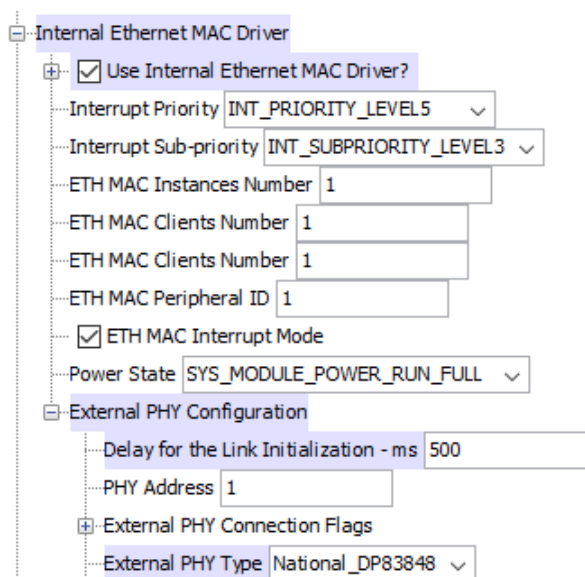 Internal Ethernet MAC Driver
Use Internal Ethernet MAC Driver?
Interrupt Priority INT_PRIORITY_LEVEL5
Interrupt Sub-priority INT_SUBPRIORITY_LEVEL3
ETH MAC Instances Number 1
ETH MAC Clients Number 1
ETH MAC Clients Number 1
ETH MAC Peripheral ID 1
ETH MAC Interrupt Mode
Power State SYS_MODULE_POWER_RUN_FULL
External PHY Configuration
Delay for the Link Initialization - ms 500
PHY Address 1
External PHY Connection Flags
External PHY Type National_DP83848